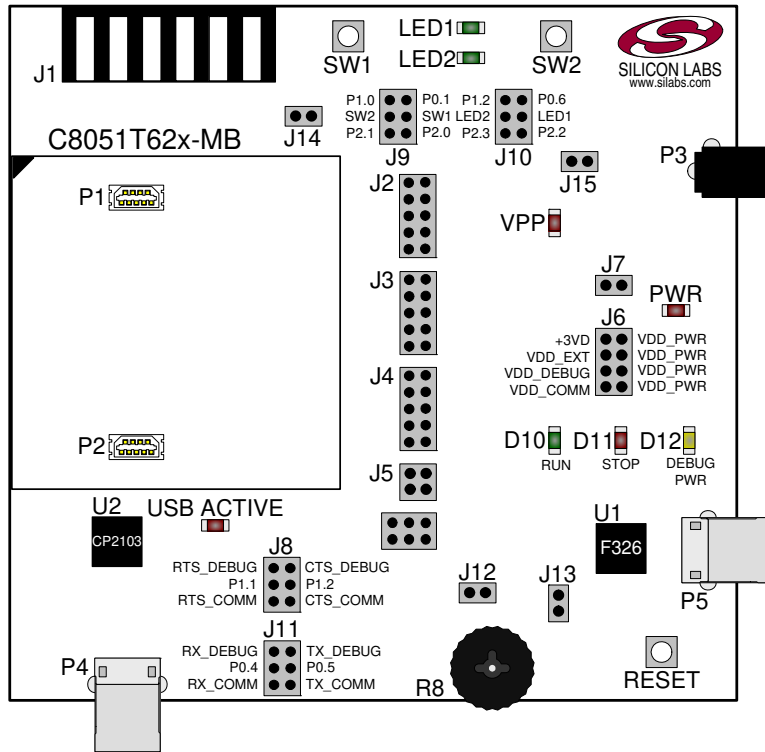 LED1
LED2
J1
SW1
SW2
SILICON LABS
www.silabs.com
P1.0 P0.1 P1.2 P0.6
SW2 SW1 LED2 LED1
P2.1 P2.0 P2.3 P2.2
J14
J9
J10
C8051T62x-MB
P3
J15
J2
P1
VPP
J7
J3
PWR
J6
+3VD VDD_PWR
VDD_EXT VDD_PWR
VDD_DEBUG VDD_PWR
VDD_COMM VDD_PWR
J4
P2
D10 D11 D12
RUN STOP DEBUG
PWR
J5
U2
USB ACTIVE
CP2103
U1
F326
J8
RTS_DEBUG CTS_DEBUG
P1.1 P1.2
RTS_COMM CTS_COMM
J12
J13
P5
J11
RX_DEBUG TX_DEBUG
P0.4 P0.5
RX_COMM TX_COMM
P4
R8
RESET